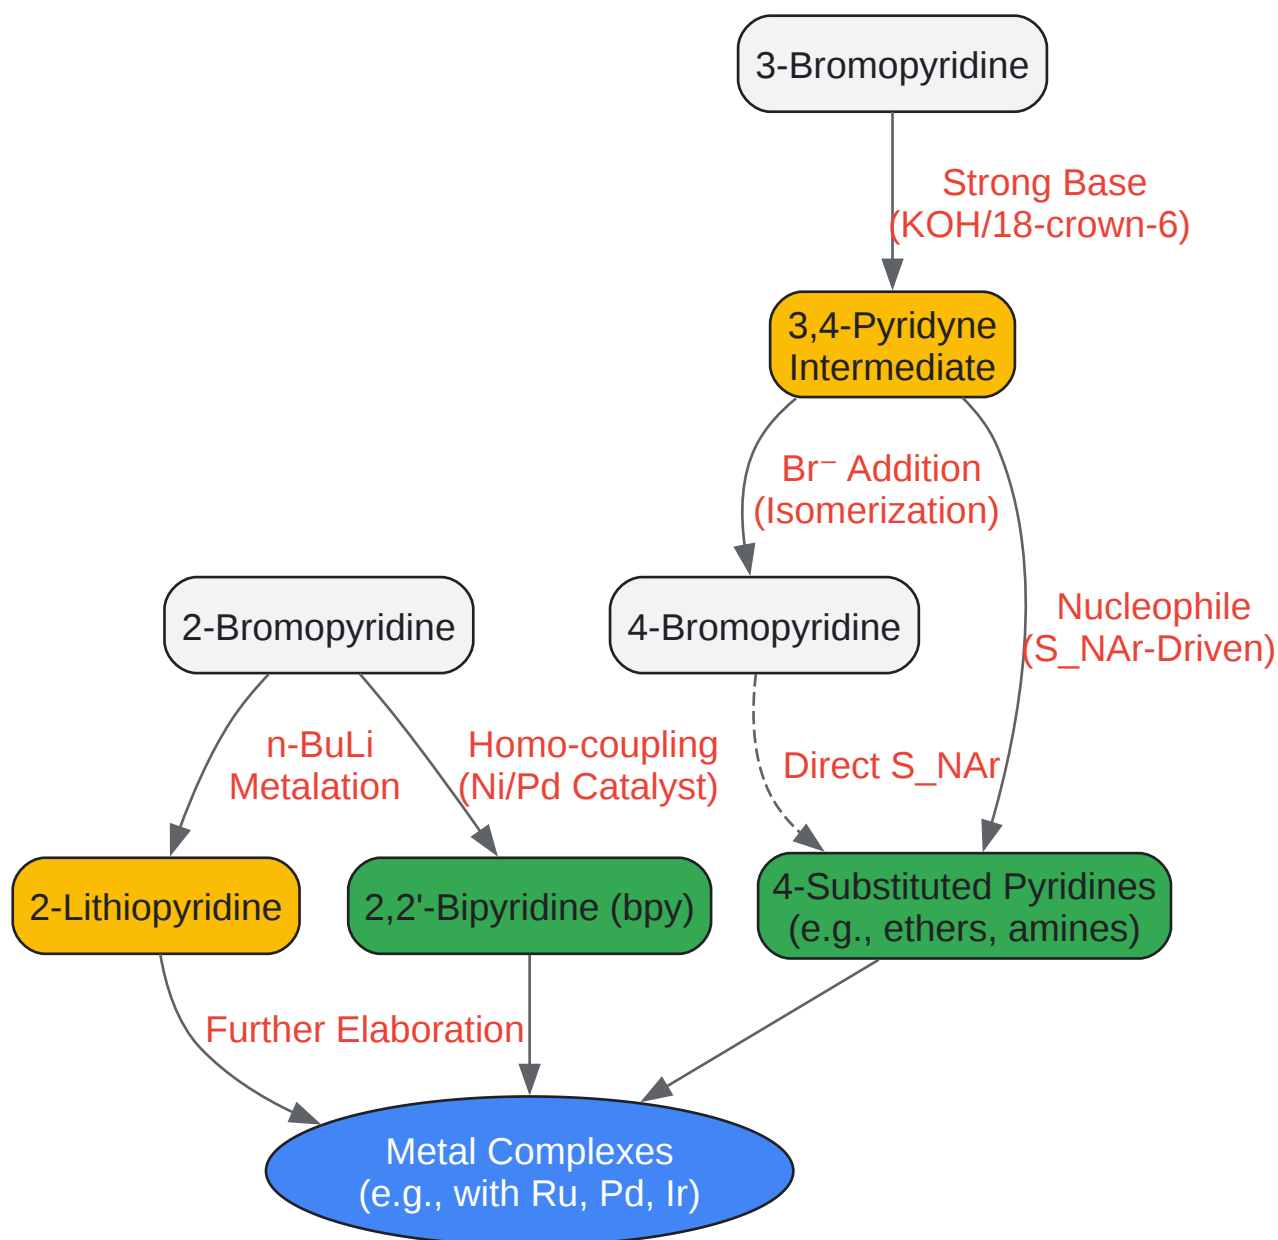 3-Bromopyridine
Strong Base
(KOH/18-crown-6)
3,4-Pyridyne
Intermediate
Br⁻ Addition
(Isomerization)
2-Bromopyridine
4-Bromopyridine
Nucleophile
(S_NAr-Driven)
n-BuLi
Metalation
Homo-coupling
(Ni/Pd Catalyst)
Direct S_NAr
2-Lithiopyridine
2,2'-Bipyridine (bpy)
4-Substituted Pyridines
(e.g., ethers, amines)
Further Elaboration
Metal Complexes
(e.g., with Ru, Pd, Ir)